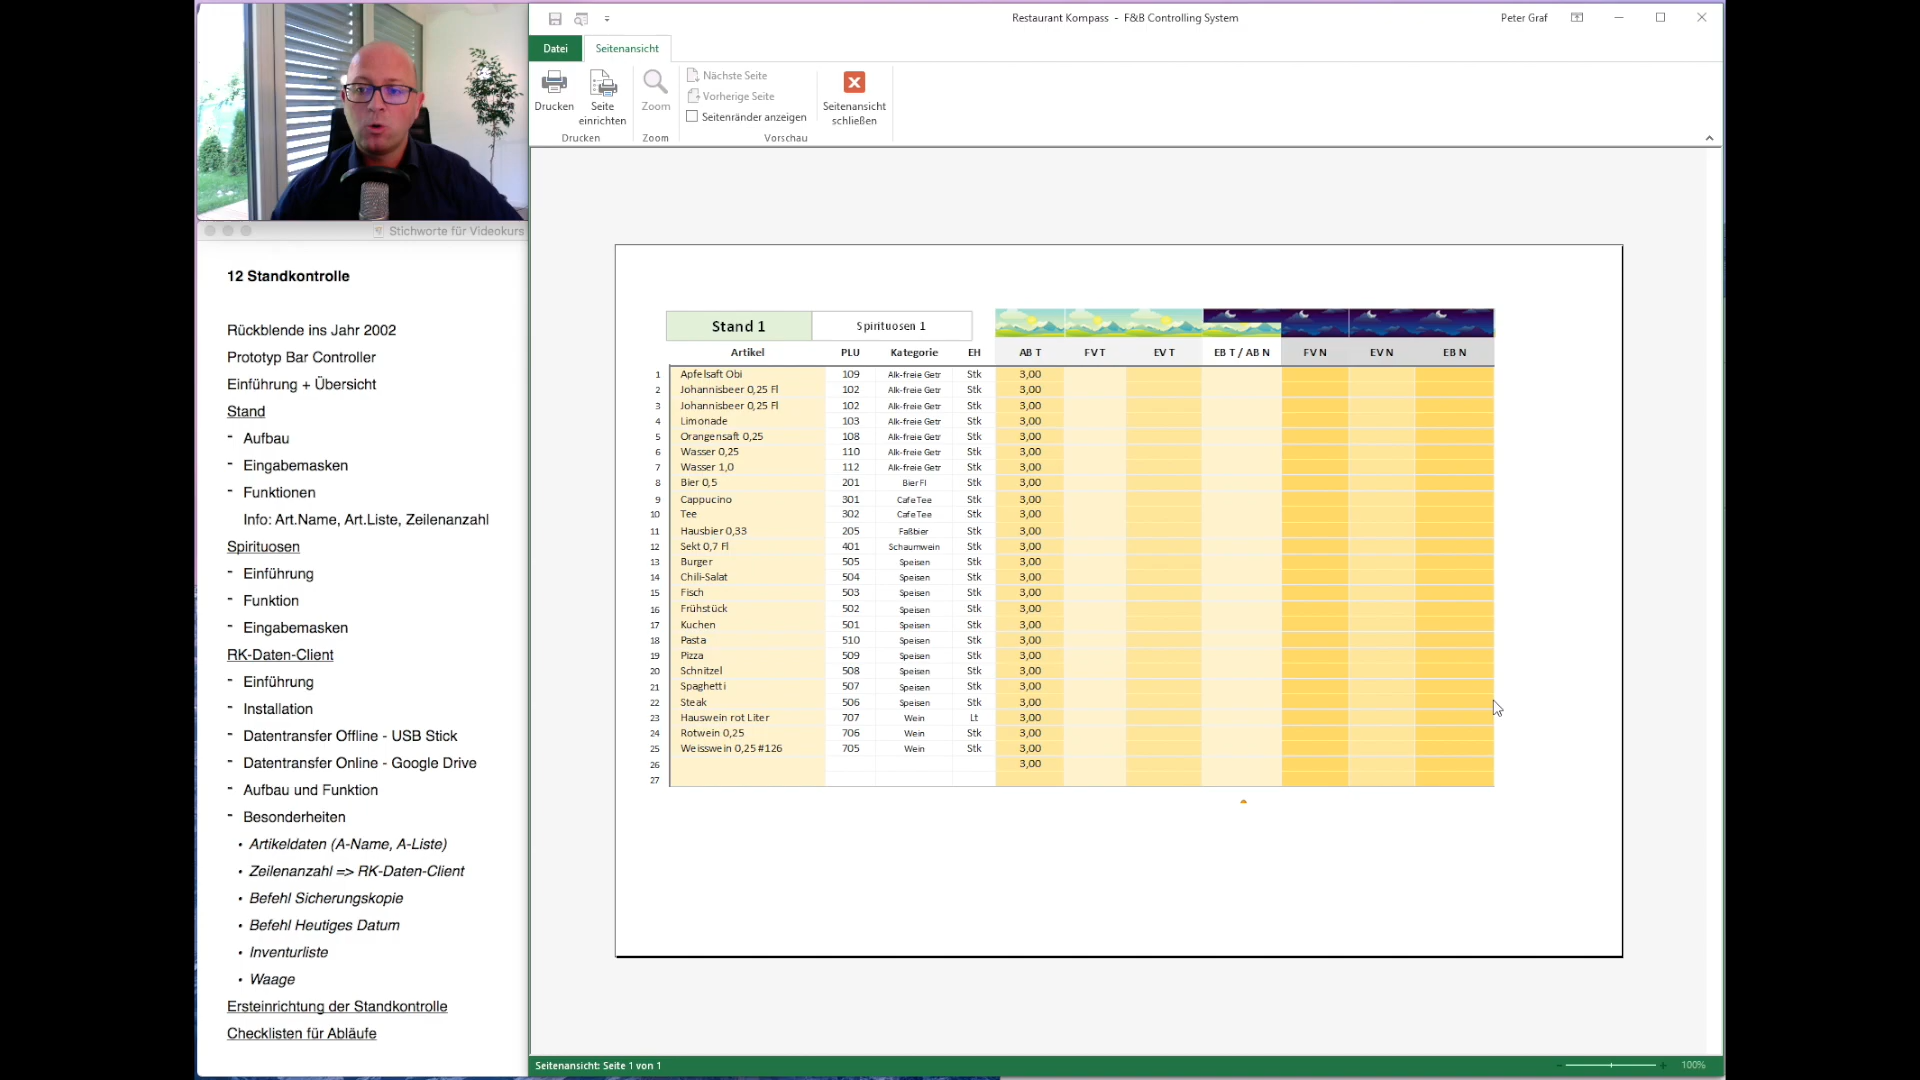 Restaurant Kompass - F&B Controlling System
Peter Graf
Datei
Seitenansicht
Drucken
Seite
einrichten
Drucken
Zoom
Zoom
Nächste Seite
Vorherige Seite
Seitenränder anzeigen
Vorschau
Seitenansicht
schließen
Stichworte für Videokurs
12 Standkontrolle
Rückblende ins Jahr 2002
Prototyp Bar Controller
Einführung + Übersicht
Stand
- Aufbau
- Eingabemasken
- Funktionen
Info: Art.Name, Art.Liste, Zeilenanzahl
Spirituosen
- Einführung
- Funktion
- Eingabemasken
RK-Daten-Client
- Einführung
- Installation
- Datentransfer Offline - USB Stick
- Datentransfer Online - Google Drive
- Aufbau und Funktion
- Besonderheiten
• Artikeldaten (A-Name, A-Liste)
• Zeilenanzahl => RK-Daten-Client
• Befehl Sicherungskopie
• Befehl Heutiges Datum
• Inventurliste
• Waage
Ersteinrichtung der Standkontrolle
Checklisten für Abläufe
Stand 1 Spirituosen 1
Artikel PLU Kategorie EH AB T FV T EV T EB T / AB N FV N EV N EB N
1 Apfelsaft Obi 109 Alk-freie Getr Stk 3,00
2 Johannisbeer 0,25 Fl 102 Alk-freie Getr Stk 3,00
3 Johannisbeer 0,25 Fl 102 Alk-freie Getr Stk 3,00
4 Limonade 103 Alk-freie Getr Stk 3,00
5 Orangensaft 0,25 108 Alk-freie Getr Stk 3,00
6 Wasser 0,25 110 Alk-freie Getr Stk 3,00
7 Wasser 1,0 112 Alk-freie Getr Stk 3,00
8 Bier 0,5 201 Bier Fl Stk 3,00
9 Cappucino 301 Cafe Tee Stk 3,00
10 Tee 302 Cafe Tee Stk 3,00
11 Hausbier 0,33 205 Faßbier Stk 3,00
12 Sekt 0,7 Fl 401 Schaumwein Stk 3,00
13 Burger 505 Speisen Stk 3,00
14 Chili-Salat 504 Speisen Stk 3,00
15 Fisch 503 Speisen Stk 3,00
16 Frühstück 502 Speisen Stk 3,00
17 Kuchen 501 Speisen Stk 3,00
18 Pasta 510 Speisen Stk 3,00
19 Pizza 509 Speisen Stk 3,00
20 Schnitzel 508 Speisen Stk 3,00
21 Spaghetti 507 Speisen Stk 3,00
22 Steak 506 Speisen Stk 3,00
23 Hauswein rot Liter 707 Wein Lt 3,00
24 Rotwein 0,25 706 Wein Stk 3,00
25 Weisswein 0,25 #126 705 Wein Stk 3,00
26 3,00
27
Seitenansicht: Seite 1 von 1
100%